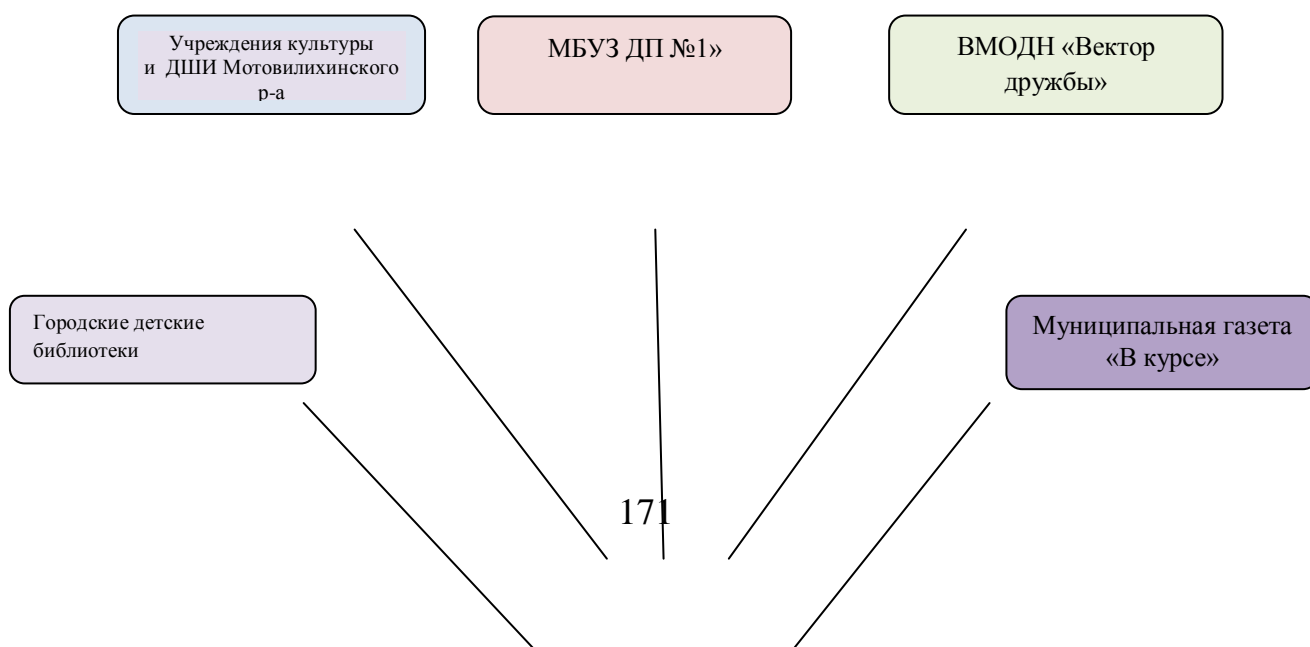 Учреждения культуры
и ДШИ Мотовилихинского
р-а
МБУЗ ДП №1»
ВМОДН «Вектор
дружбы»
Городские детские
библиотеки
Муниципальная газета
«В курсе»
171